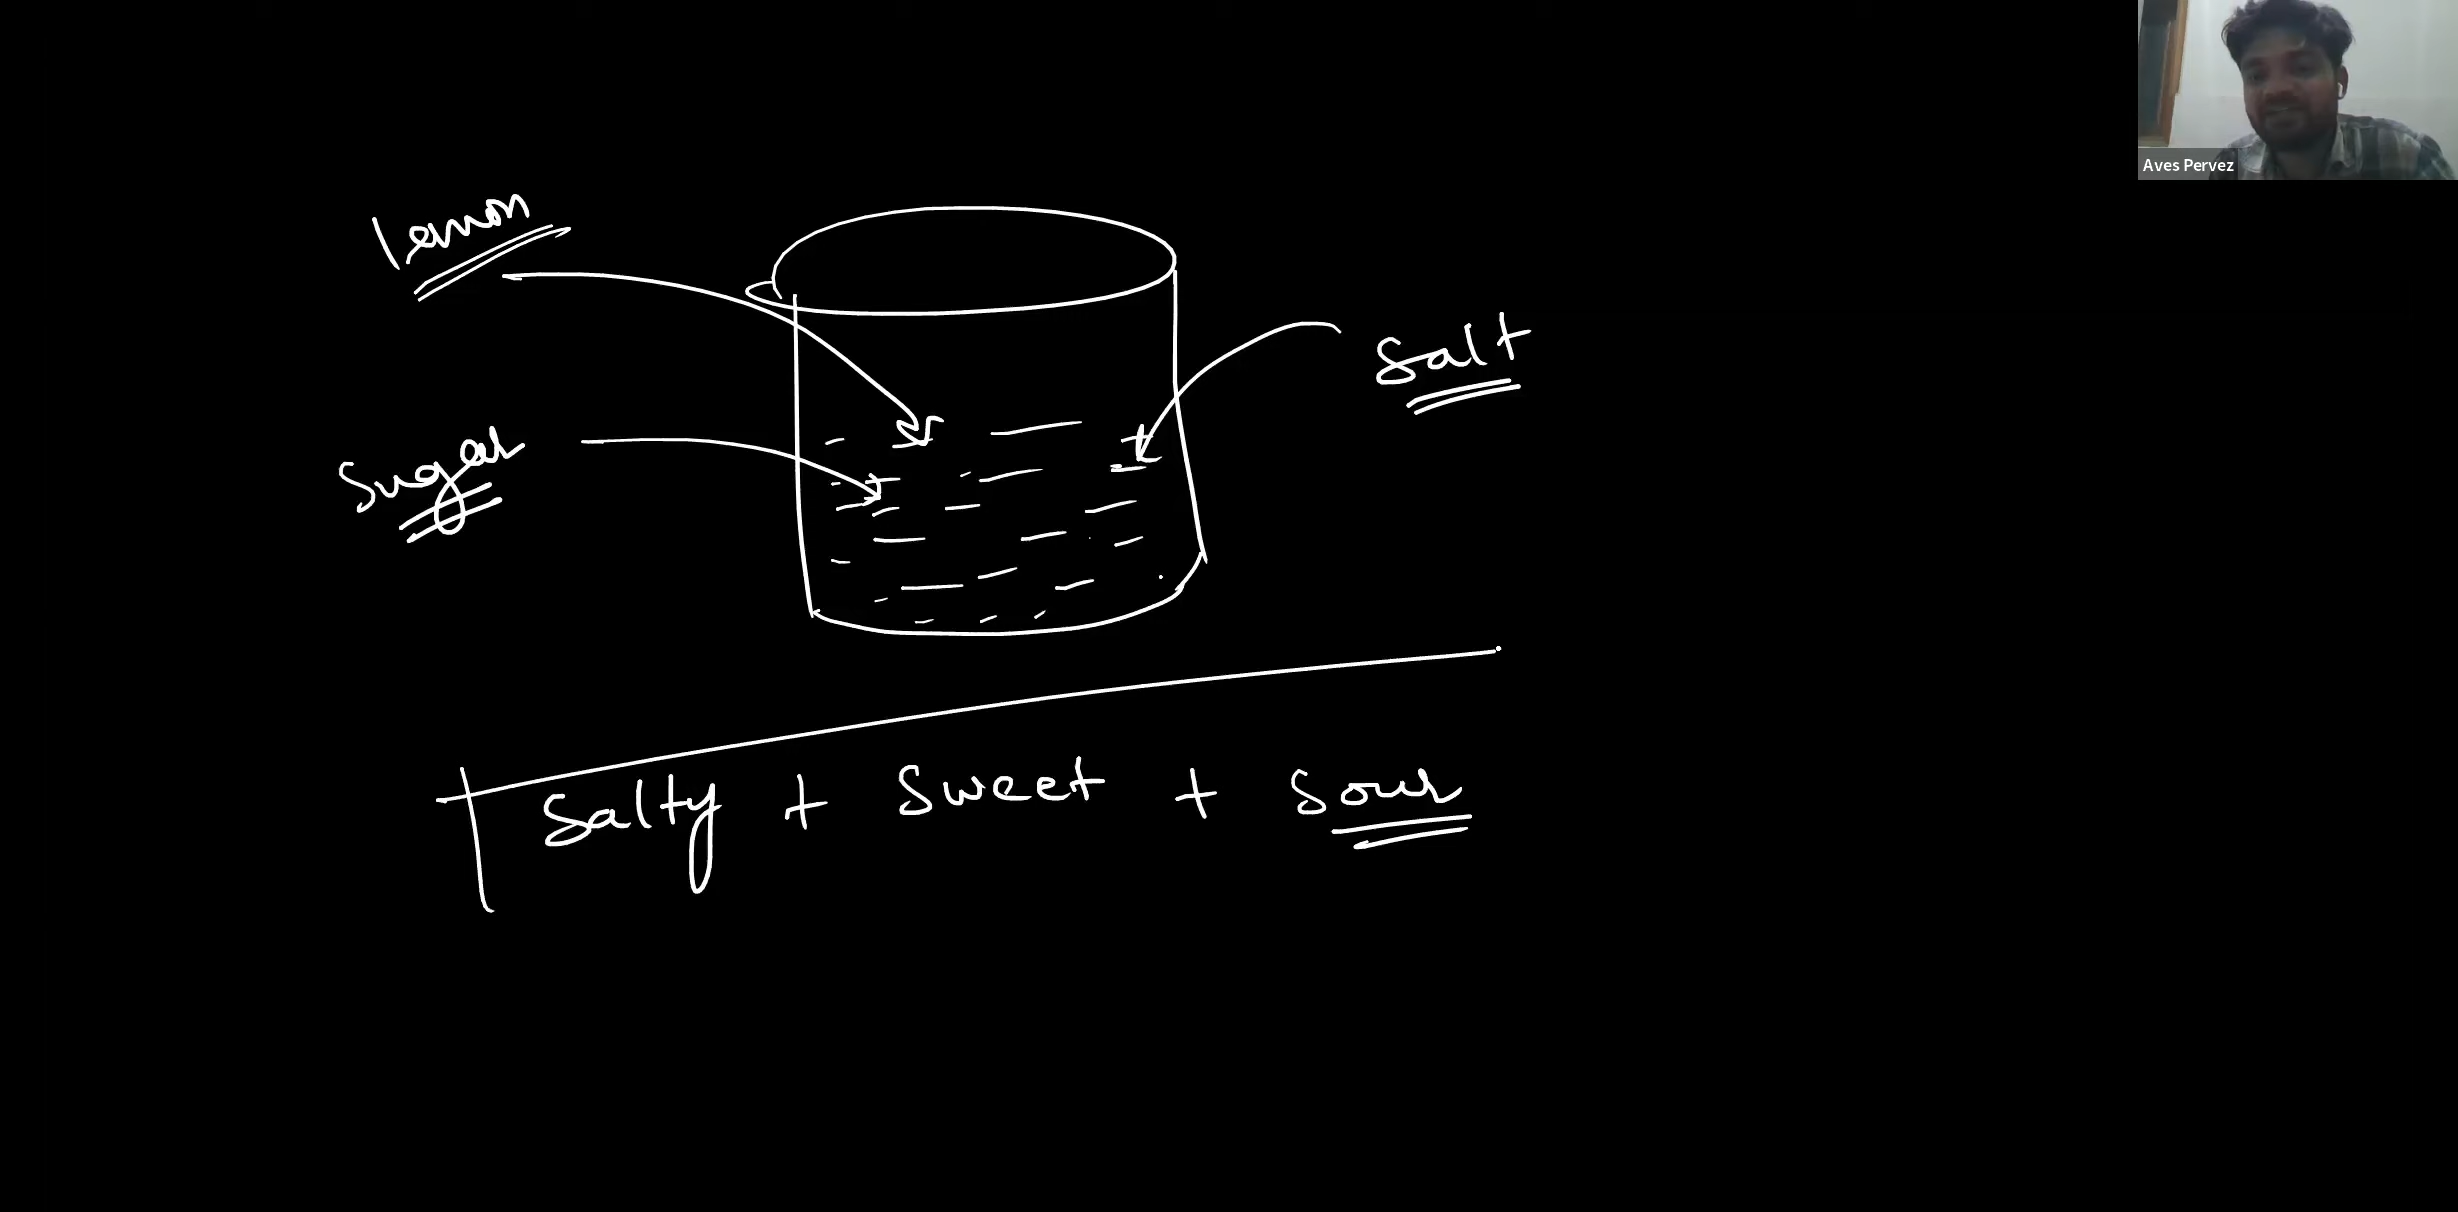 Aves Pervez
lemon
Salt
Sugar
Salty + Sweet + Sour